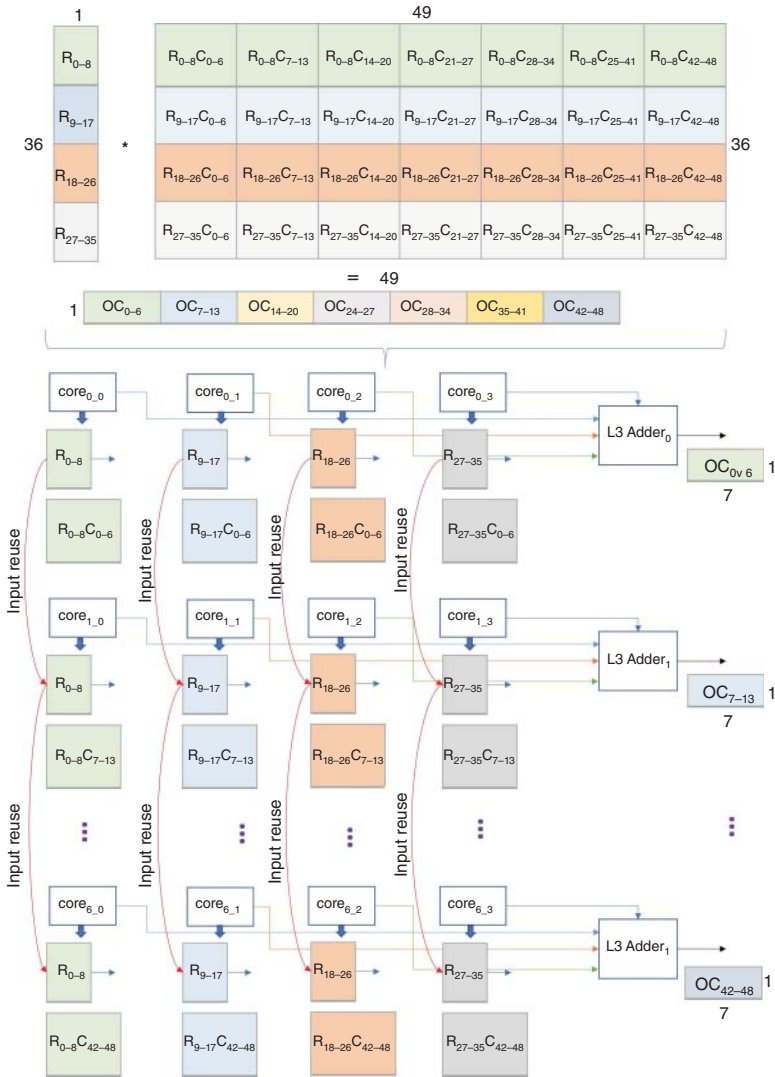 1 49
R0–8 R0–8C0–6 R0–8C7–13 R0–8C14–20 R0–8C21–27 R0–8C28–34 R0–8C25–41 R0–8C42–48
R9–17 R9–17C0–6 R9–17C7–13 R9–17C14–20 R9–17C21–27 R9–17C28–34 R9–17C25–41 R9–17C42–48
36 * 36
R18–26 R18–26C0–6 R18–26C7–13 R18–26C14–20 R18–26C21–27 R18–26C28–34 R18–26C25–41 R18–26C42–48
R27–35 R27–35C0–6 R27–35C7–13 R27–35C14–20 R27–35C21–27 R27–35C28–34 R27–35C25–41 R27–35C42–48
= 49
1 OC0–6 OC7–13 OC14–20 OC24–27 OC28–34 OC35–41 OC42–48
core0_0 core0_1 core0_2 core0_3
L3 Adder0
R0–8 R9–17 R18–26 R27–35
OC0v 6 1
7
R0–8C0–6 R9–17C0–6 R18–26C0–6 R27–35C0–6
Input reuse Input reuse Input reuse Input reuse
core1_0 core1_1 core1_2 core1_3
L3 Adder1
R0–8 R9–17 R18–26 R27–35
OC7–13 1
7
R0–8C7–13 R9–17C7–13 R18–26C7–13 R27–35C7–13
Input reuse Input reuse Input reuse Input reuse
core6_0 core6_1 core6_2 core6_3
L3 Adder1
R0–8 R9–17 R18–26 R27–35
OC42–48 1
7
R0–8C42–48 R9–17C42–48 R18–26C42–48 R27–35C42–48